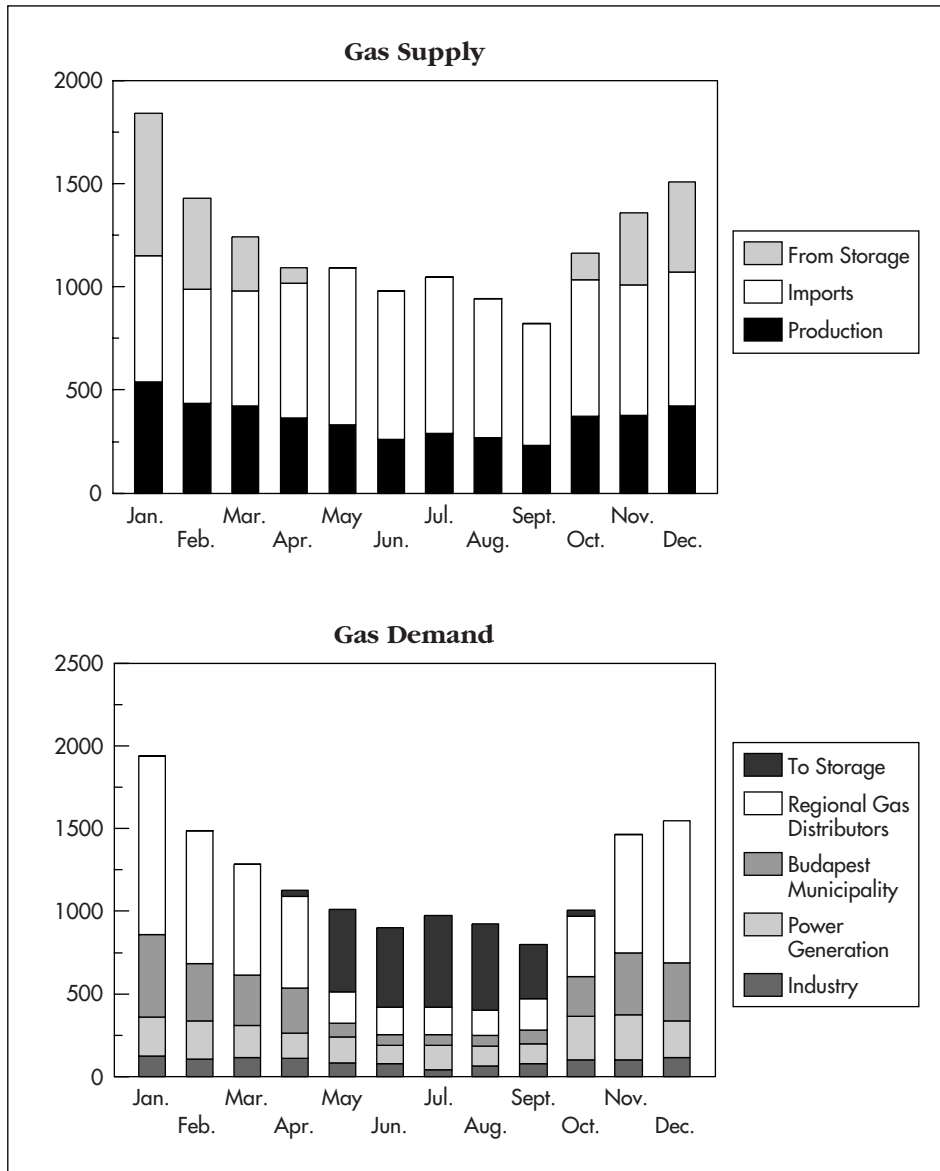 Gas Supply
2000
1500
1000
500
0
Jan.
Feb.
Mar.
Apr.
May
Jun.
Jul.
Aug.
Sept.
Oct.
Nov.
Dec.
From Storage
Imports
Production
Gas Demand
2500
2000
1500
1000
500
0
Jan.
Feb.
Mar.
Apr.
May
Jun.
Jul.
Aug.
Sept.
Oct.
Nov.
Dec.
To Storage
Regional Gas
Distributors
Budapest
Municipality
Power
Generation
Industry